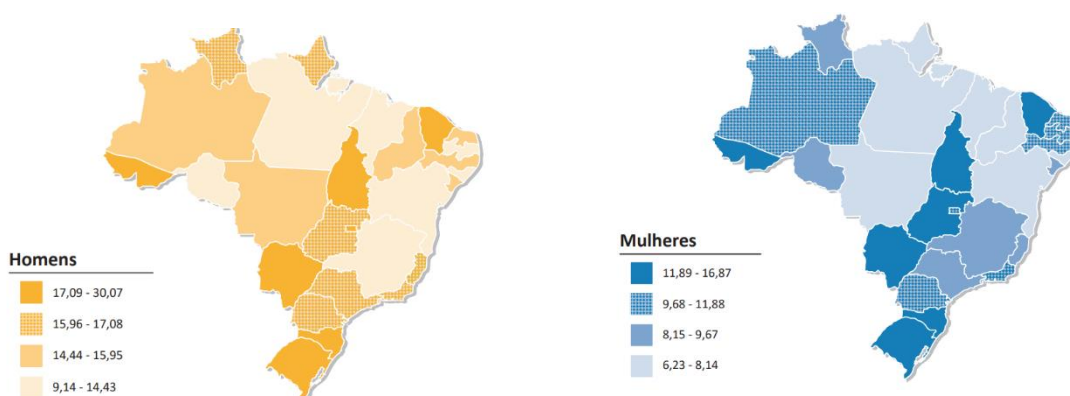 Homens
17,09 - 30,07
15,96 - 17,08
14,44 - 15,95
9,14 - 14,43
Mulheres
11,89 - 16,87
9,68 - 11,88
8,15 - 9,67
6,23 - 8,14